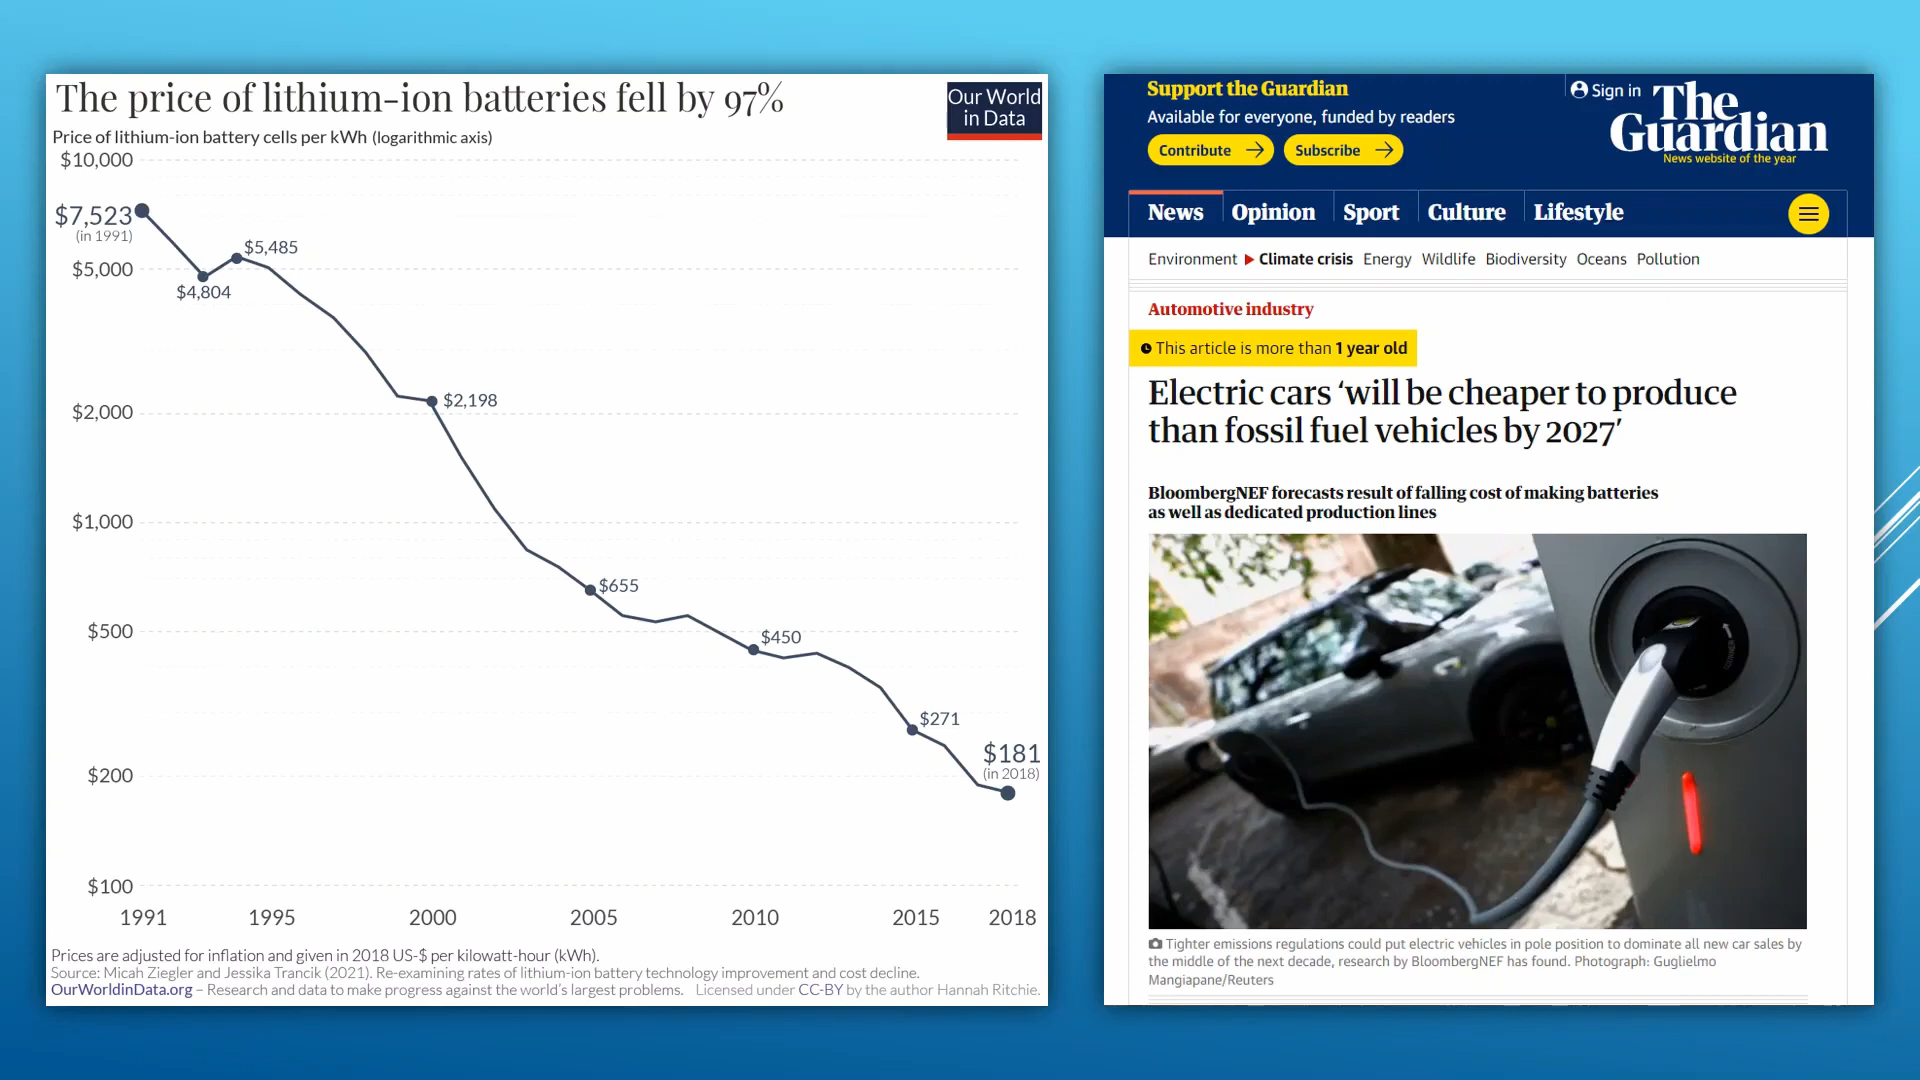 The price of lithium-ion batteries fell by 97%
Our World
in Data
Price of lithium-ion battery cells per kWh (logarithmic axis)
$10,000
$7,523
(in 1991)
$5,485
$5,000
$4,804
$2,000
$2,198
$1,000
$655
$500
$450
$271
$181
(in 2018)
$200
$100
1991 1995 2000 2005 2010 2015 2018
Prices are adjusted for inflation and given in 2018 US-$ per kilowatt-hour (kWh).
Source: Micah Ziegler and Jessika Trancik (2021). Re-examining rates of lithium-ion battery technology improvement and cost decline.
OurWorldinData.org – Research and data to make progress against the world's largest problems. Licensed under CC-BY by the author Hannah Ritchie.
Support the Guardian
Available for everyone, funded by readers
Contribute Subscribe
Sign in
The
Guardian
News website of the year
News Opinion Sport Culture Lifestyle
Environment Climate crisis Energy Wildlife Biodiversity Oceans Pollution
Automotive industry
This article is more than 1 year old
Electric cars ‘will be cheaper to produce
than fossil fuel vehicles by 2027’
BloombergNEF forecasts result of falling cost of making batteries
as well as dedicated production lines
Tighter emissions regulations could put electric vehicles in pole position to dominate all new car sales by
the middle of the next decade, research by BloombergNEF has found. Photograph: Guglielmo
Mangiapane/Reuters